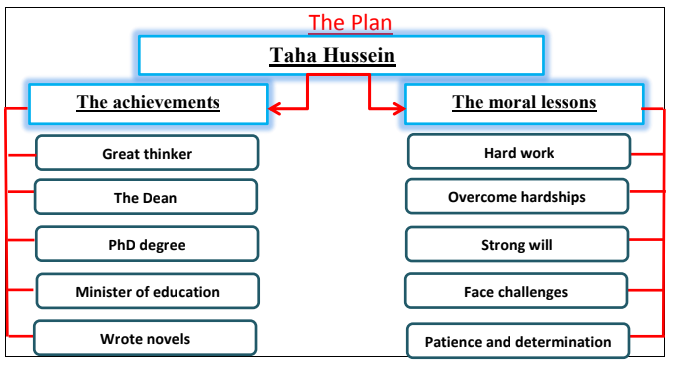 The Plan
Taha Hussein
The achievements
Great thinker
The Dean
PhD degree
Minister of education
Wrote novels
The moral lessons
Hard work
Overcome hardships
Strong will
Face challenges
Patience and determination